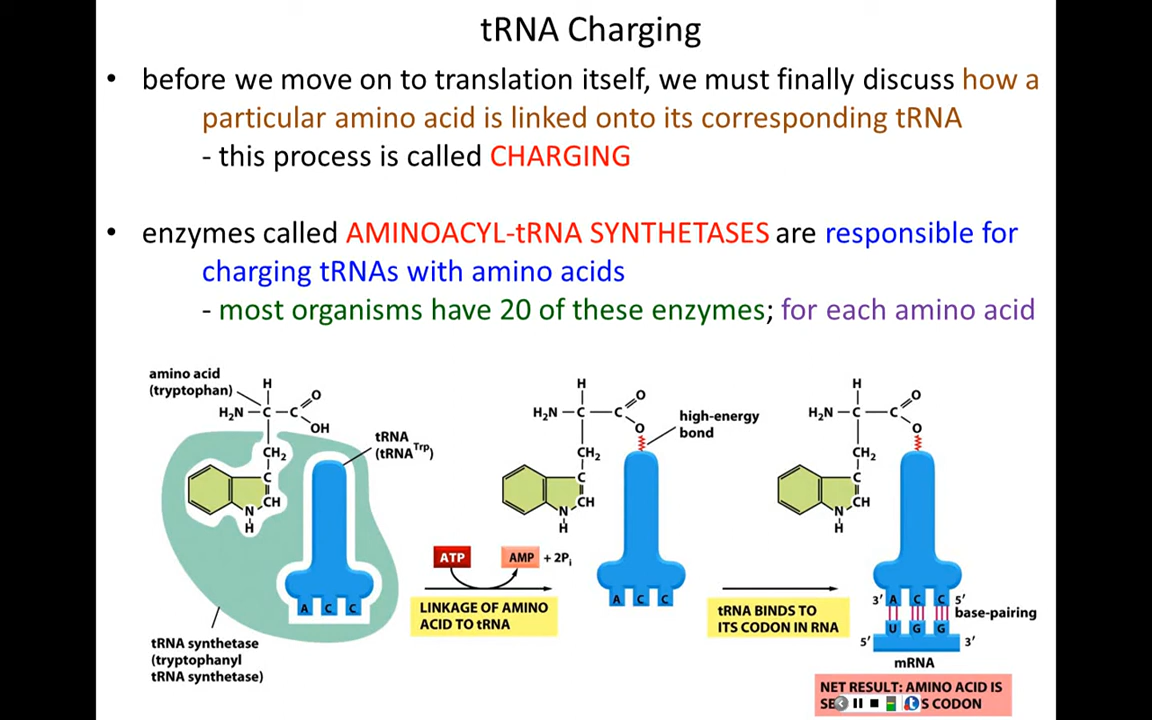 tRNA Charging
• before we move on to translation itself, we must finally discuss how a
particular amino acid is linked onto its corresponding tRNA
- this process is called CHARGING
• enzymes called AMINOACYL-tRNA SYNTHETASES are responsible for
charging tRNAs with amino acids
- most organisms have 20 of these enzymes; for each amino acid
amino acid
(tryptophan)
H
H₂N – C – C
O
OH
CH₂
C
CH
N
H
tRNA
(tRNA^Trp)
A C C
tRNA synthetase
(tryptophanyl
tRNA synthetase)
ATP
AMP + 2Pᵢ
LINKAGE OF AMINO
ACID TO tRNA
H
H₂N – C – C
O
O
CH₂
C
CH
N
H
high-energy
bond
A C C
tRNA BINDS TO
ITS CODON IN RNA
H
H₂N – C – C
O
O
CH₂
C
CH
N
H
3′ A C C 5′
base-pairing
U G G
5′ 3′
mRNA
NET RESULT: AMINO ACID IS
CODON